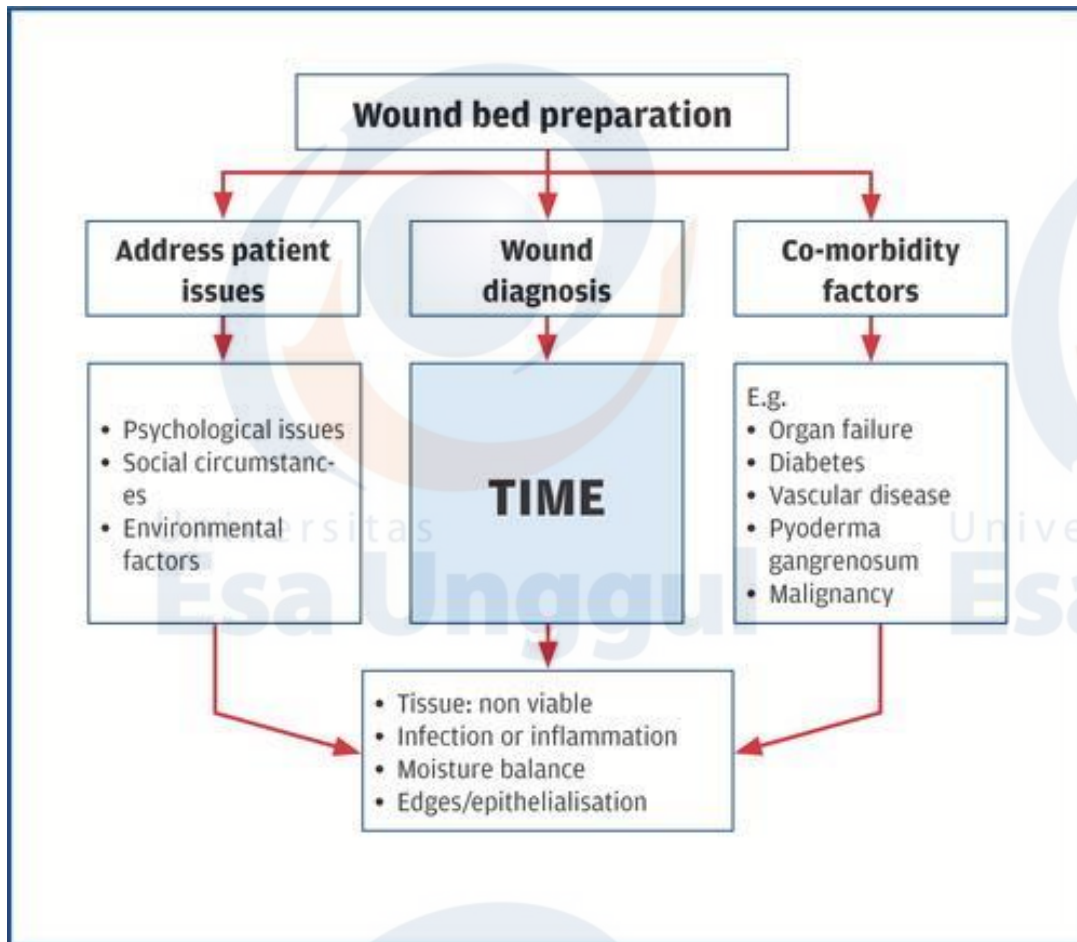 Wound bed preparation
Address patient
issues
Wound
diagnosis
Co-morbidity
factors
• Psychological issues
• Social circumstanc-
es
• Environmental
factors
TIME
E.g.
• Organ failure
• Diabetes
• Vascular disease
• Pyoderma
gangrenosum
• Malignancy
• Tissue: non viable
• Infection or inflammation
• Moisture balance
• Edges/epithelialisation
Universitas
Esa Unggul
Unive
Esa